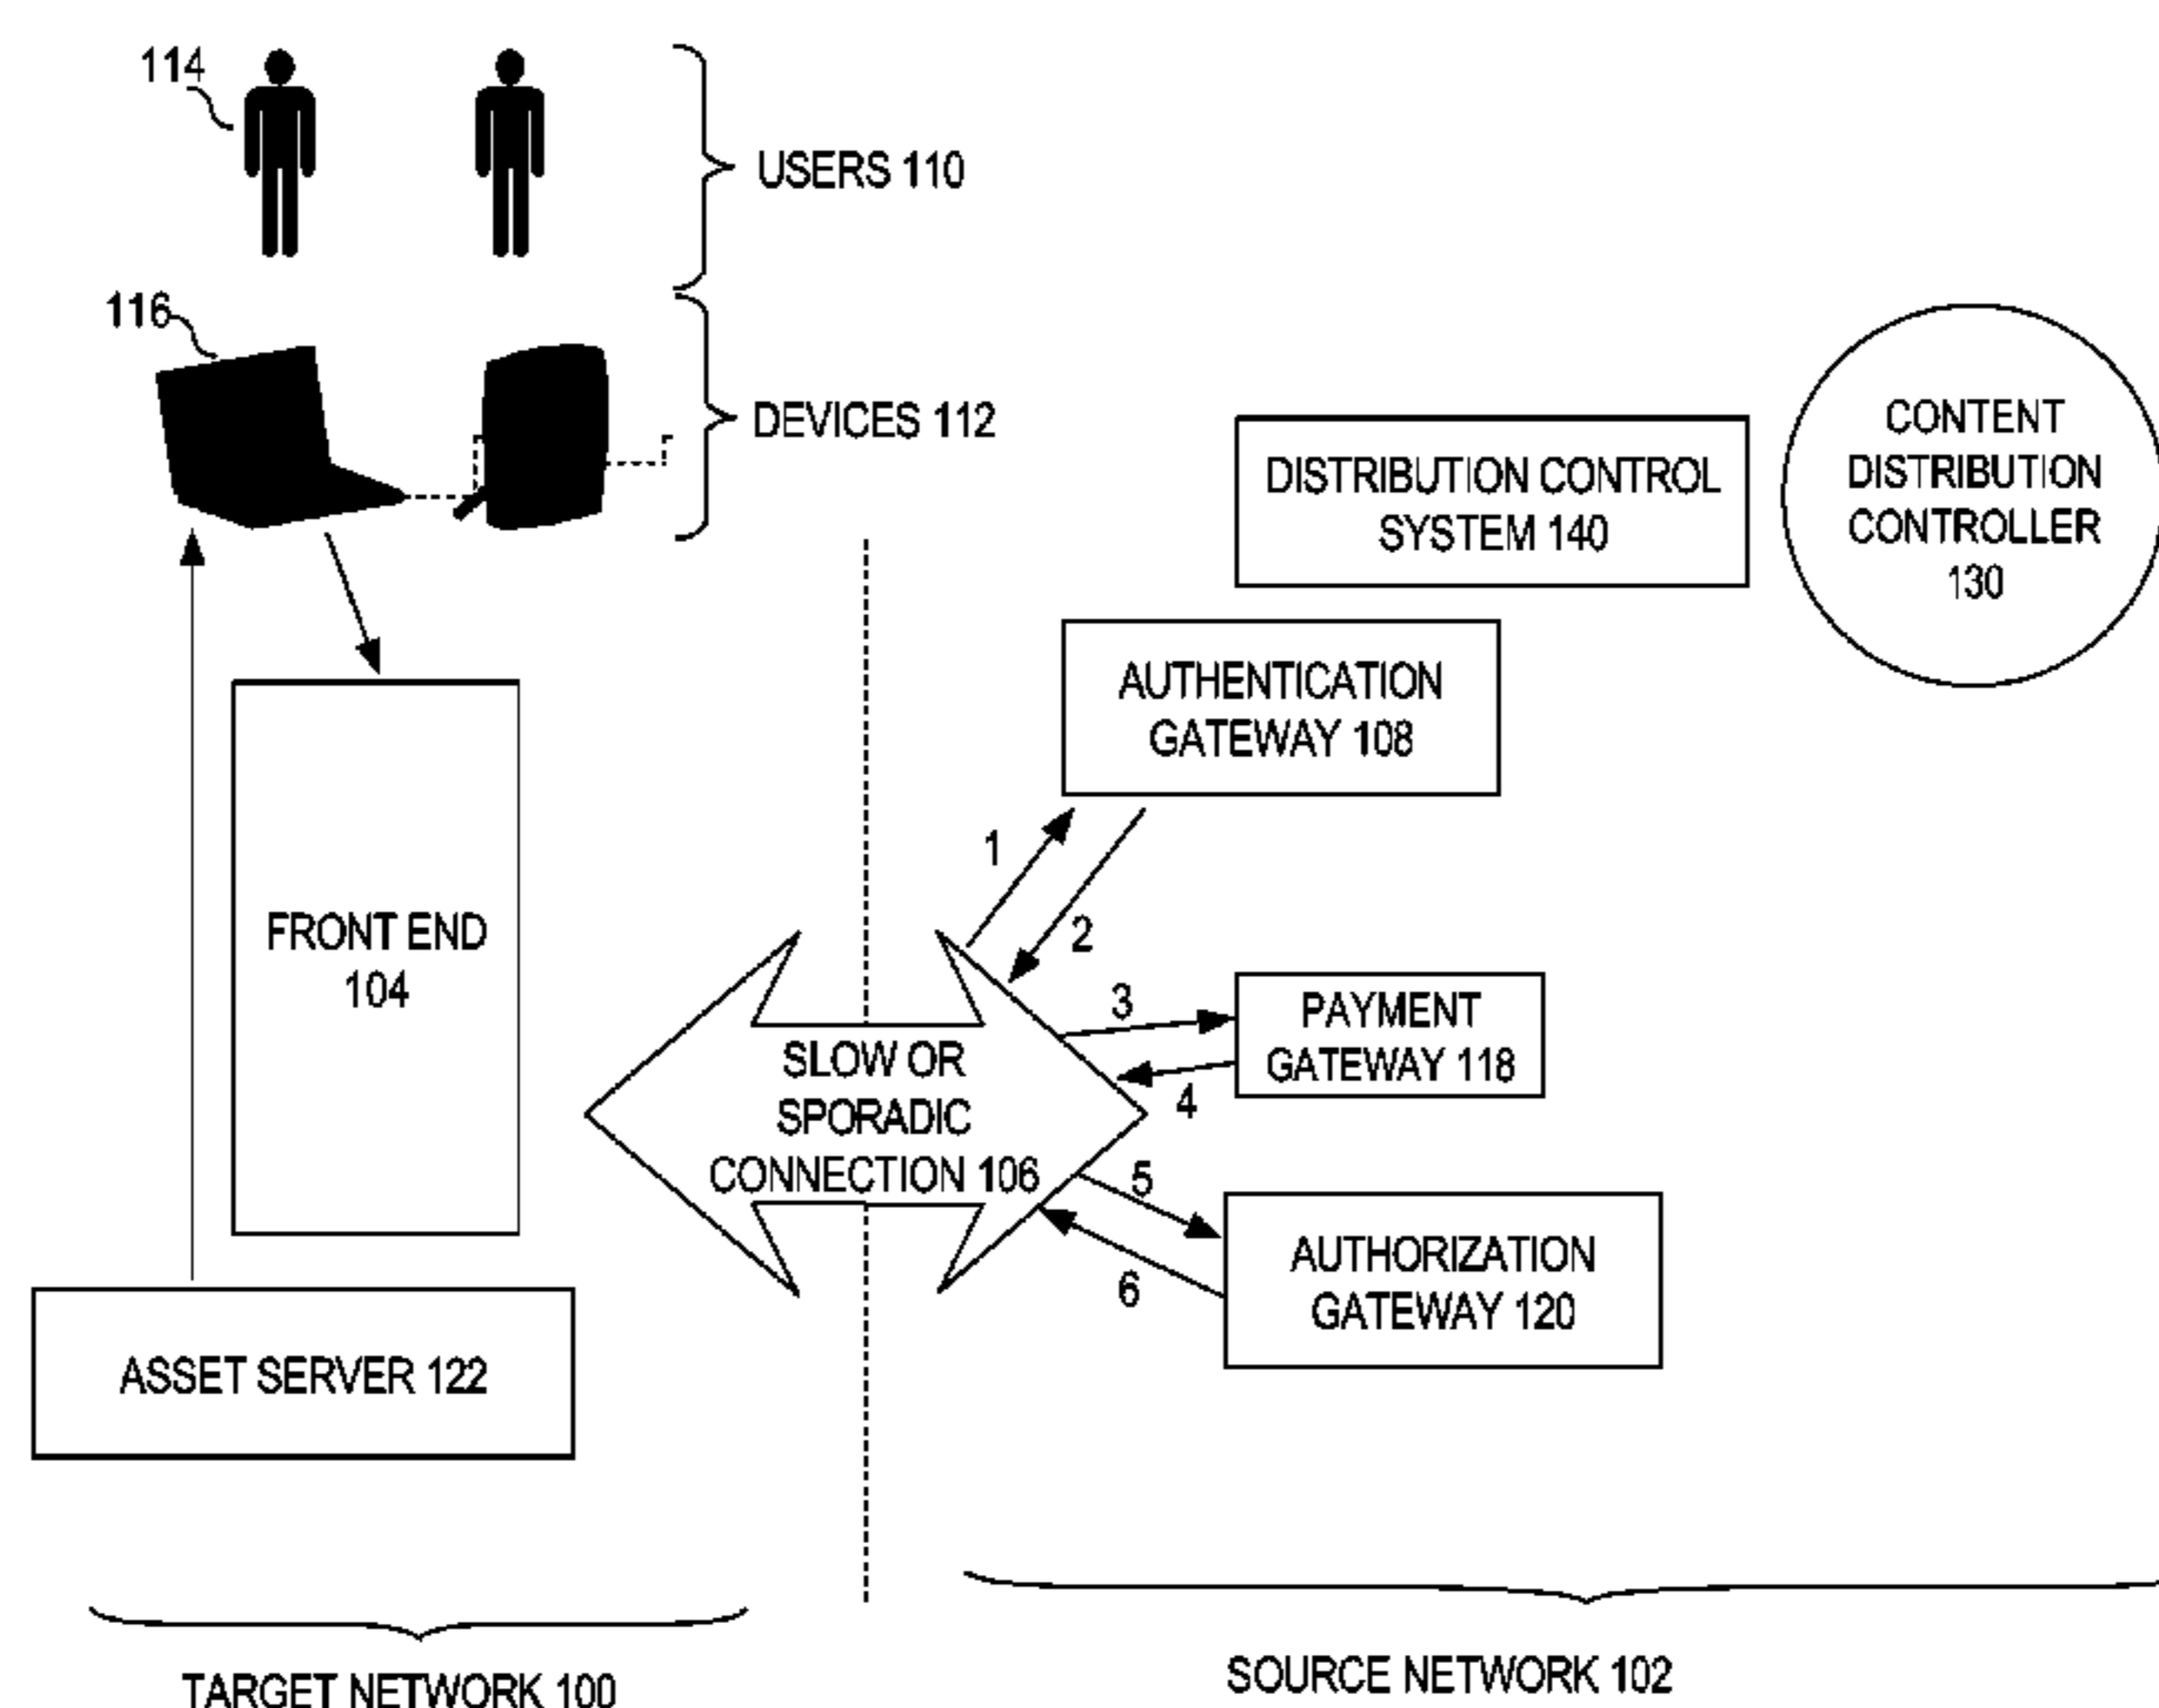 114
USERS 110
116
DEVICES 112
DISTRIBUTION CONTROL
SYSTEM 140
CONTENT
DISTRIBUTION
CONTROLLER
130
AUTHENTICATION
GATEWAY 108
1
2
FRONT END
104
3
PAYMENT
GATEWAY 118
4
SLOW OR
SPORADIC
CONNECTION 106
5
6
AUTHORIZATION
GATEWAY 120
ASSET SERVER 122
TARGET NETWORK 100
SOURCE NETWORK 102